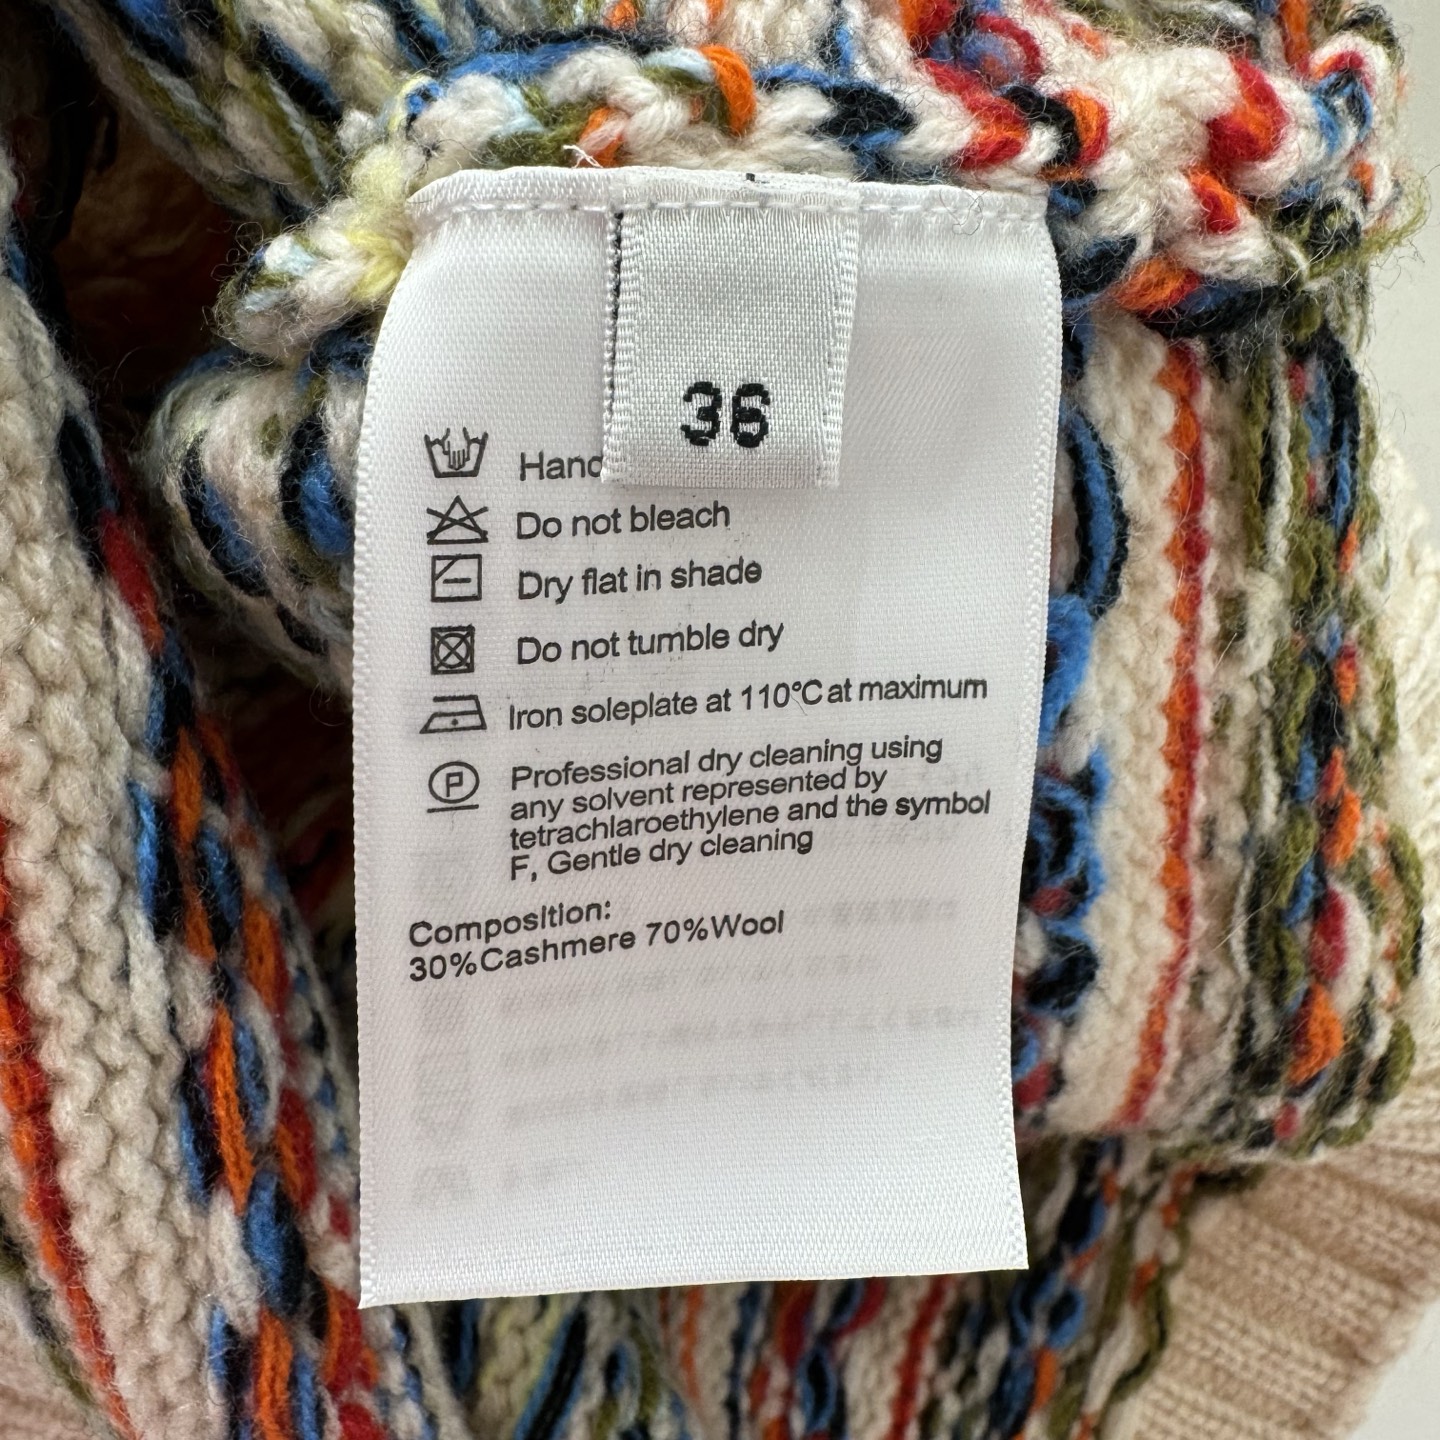 36
Hand
Do not bleach
Dry flat in shade
Do not tumble dry
P
Iron soleplate at 110°C at maximum
Professional dry cleaning using
any solvent represented by
tetrachlaroethylene and the symbol
F, Gentle dry cleaning
Composition:
30%Cashmere 70%Wool